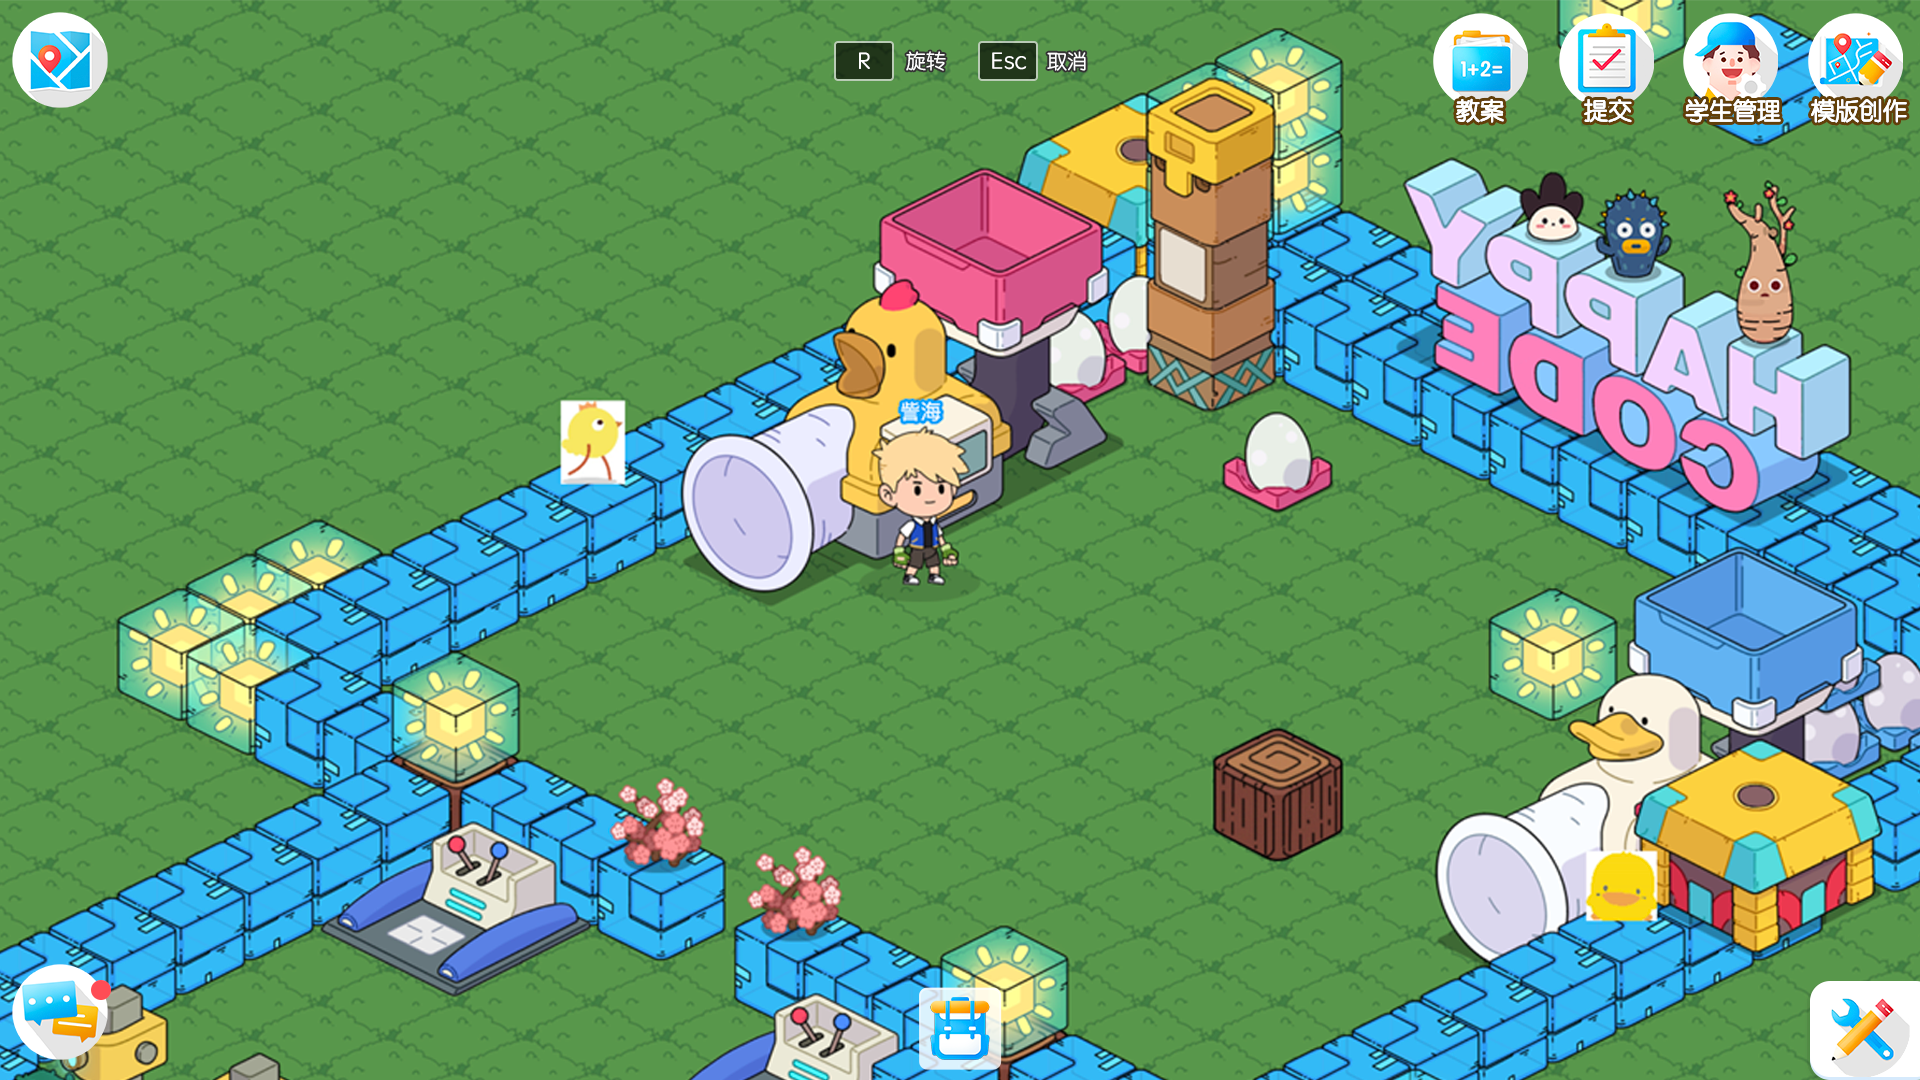 R 旋转 Esc 取消
1+2=
教案 提交 学生管理 模版创作
HAPPY
CODE
訾海